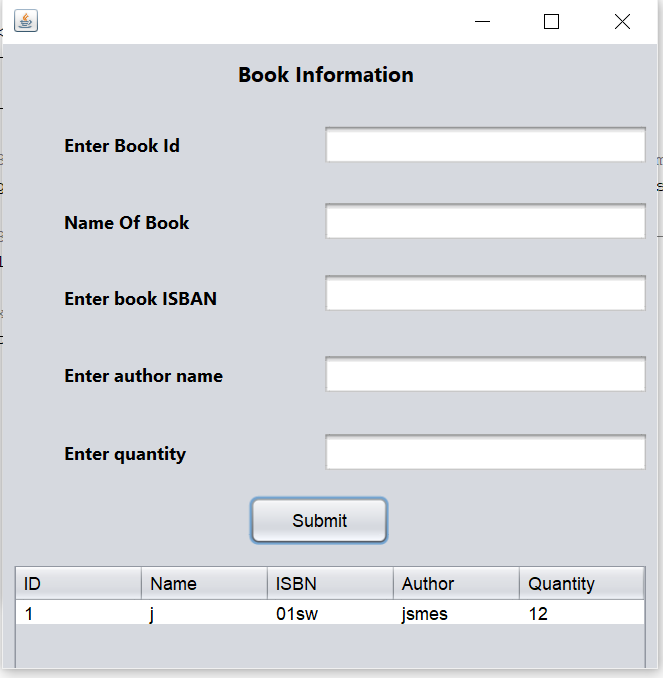 Book Information
Enter Book Id
Name Of Book
Enter book ISBAN
Enter author name
Enter quantity
Submit
ID Name ISBN Author Quantity
1 j 01sw jsmes 12